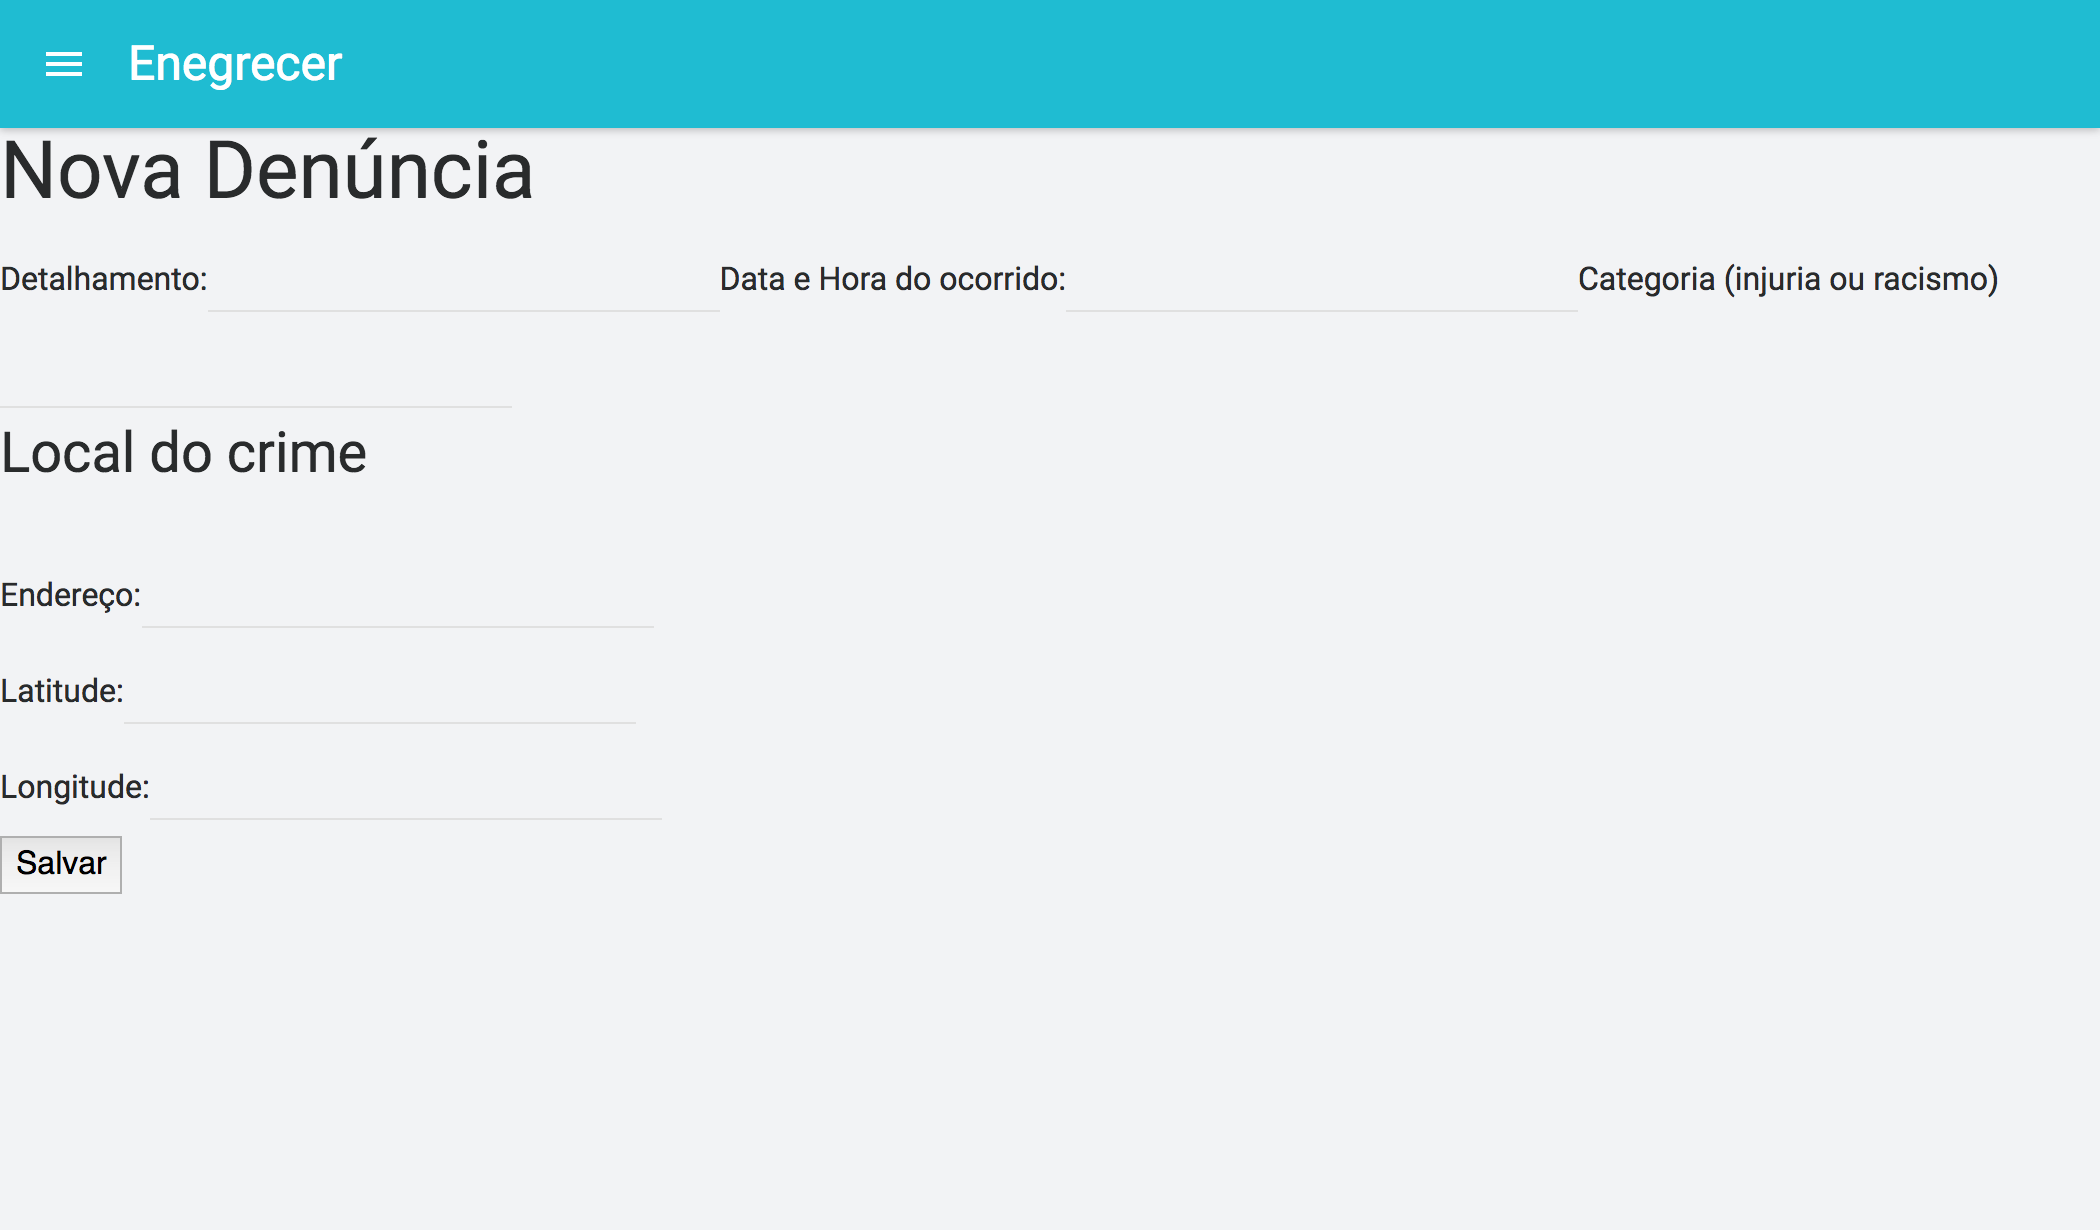 Enegrecer
Nova Denúncia
Detalhamento: Data e Hora do ocorrido: Categoria (injuria ou racismo)
Local do crime
Endereço:
Latitude:
Longitude:
Salvar